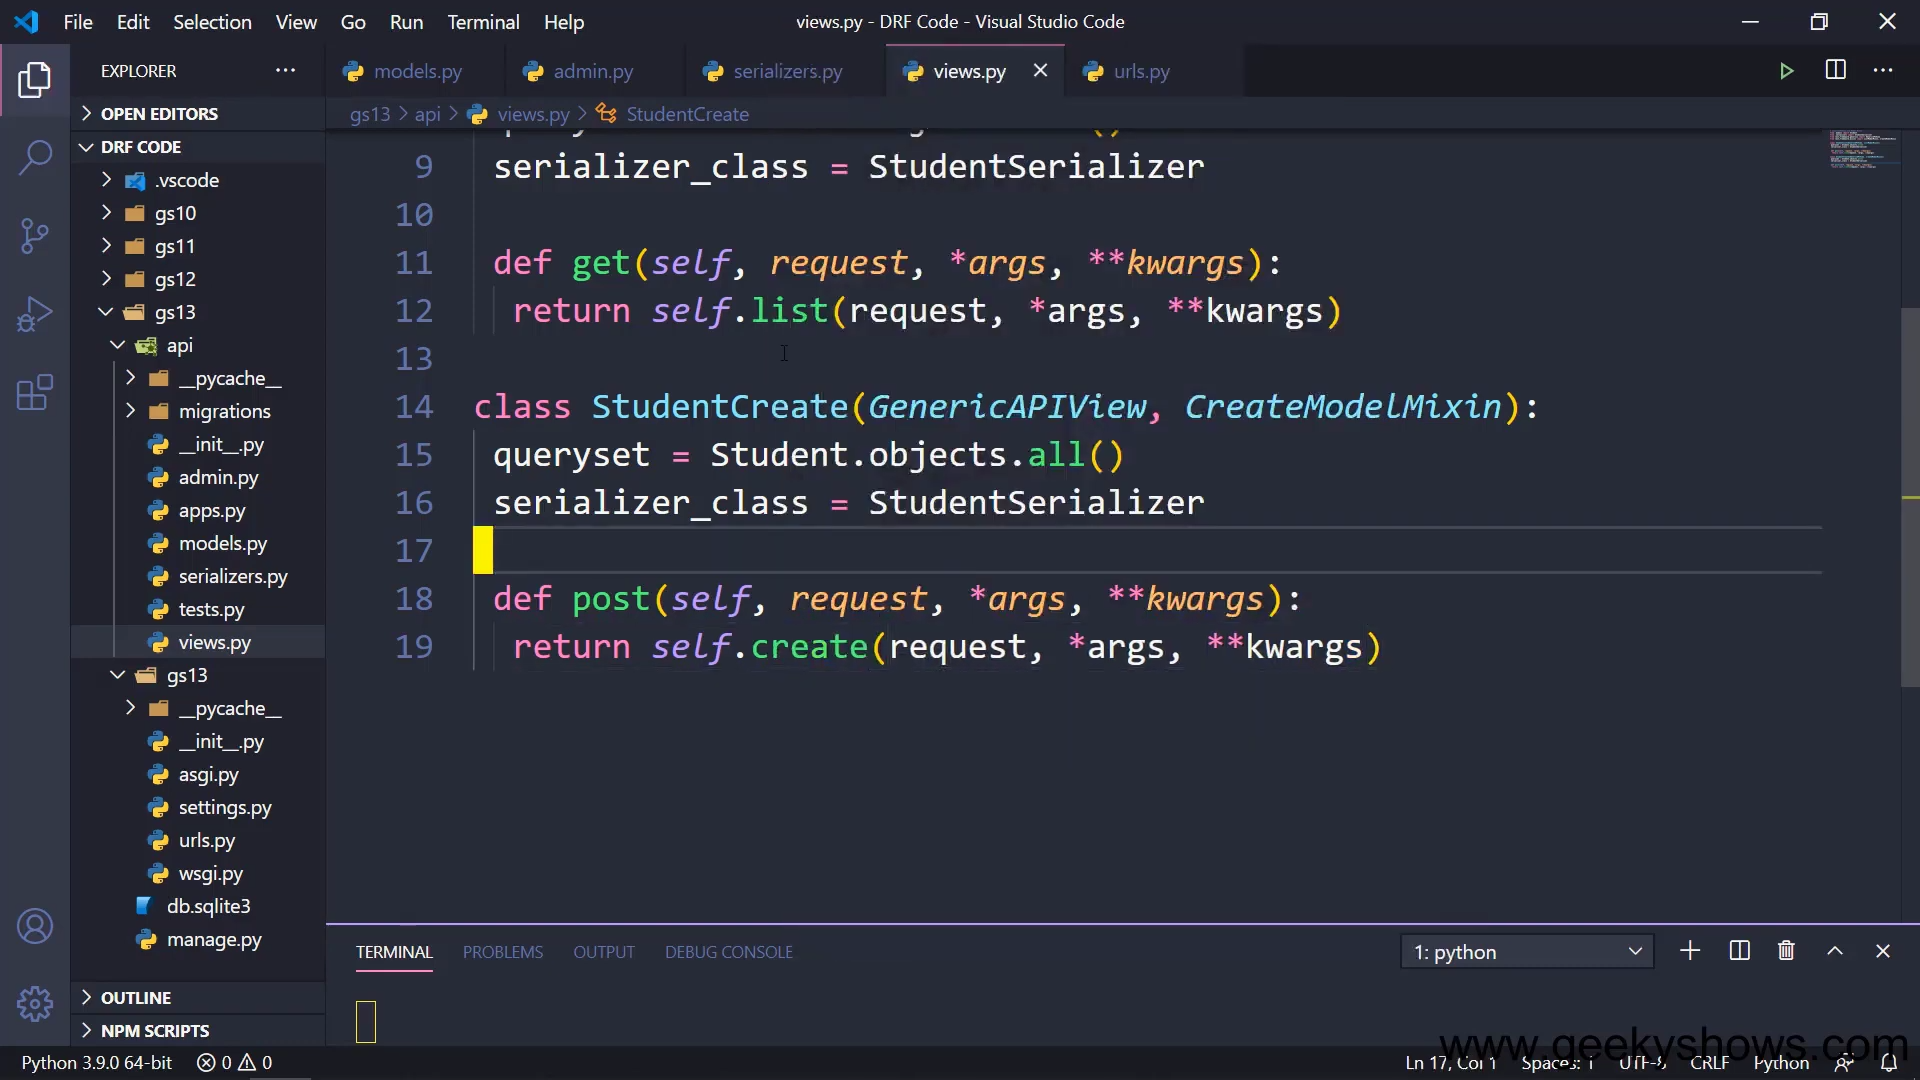 File Edit Selection View Go Run Terminal Help
views.py - DRF Code - Visual Studio Code
EXPLORER
models.py admin.py serializers.py views.py urls.py
OPEN EDITORS
gs13 > api > views.py > StudentCreate
DRF CODE
.vscode
gs10
gs11
gs12
gs13
api
__pycache__
migrations
__init__.py
admin.py
apps.py
models.py
serializers.py
tests.py
views.py
gs13
__pycache__
__init__.py
asgi.py
settings.py
urls.py
wsgi.py
db.sqlite3
manage.py
OUTLINE
NPM SCRIPTS
9 serializer_class = StudentSerializer
10
11 def get(self, request, *args, **kwargs):
12 return self.list(request, *args, **kwargs)
13
14 class StudentCreate(GenericAPIView, CreateModelMixin):
15 queryset = Student.objects.all()
16 serializer_class = StudentSerializer
17
18 def post(self, request, *args, **kwargs):
19 return self.create(request, *args, **kwargs)
TERMINAL PROBLEMS OUTPUT DEBUG CONSOLE
1: python
www.geekyshows.com
Python 3.9.0 64-bit 0 0
Ln 17, Col 1 Spaces: 1 UTF-8 CRLF Python